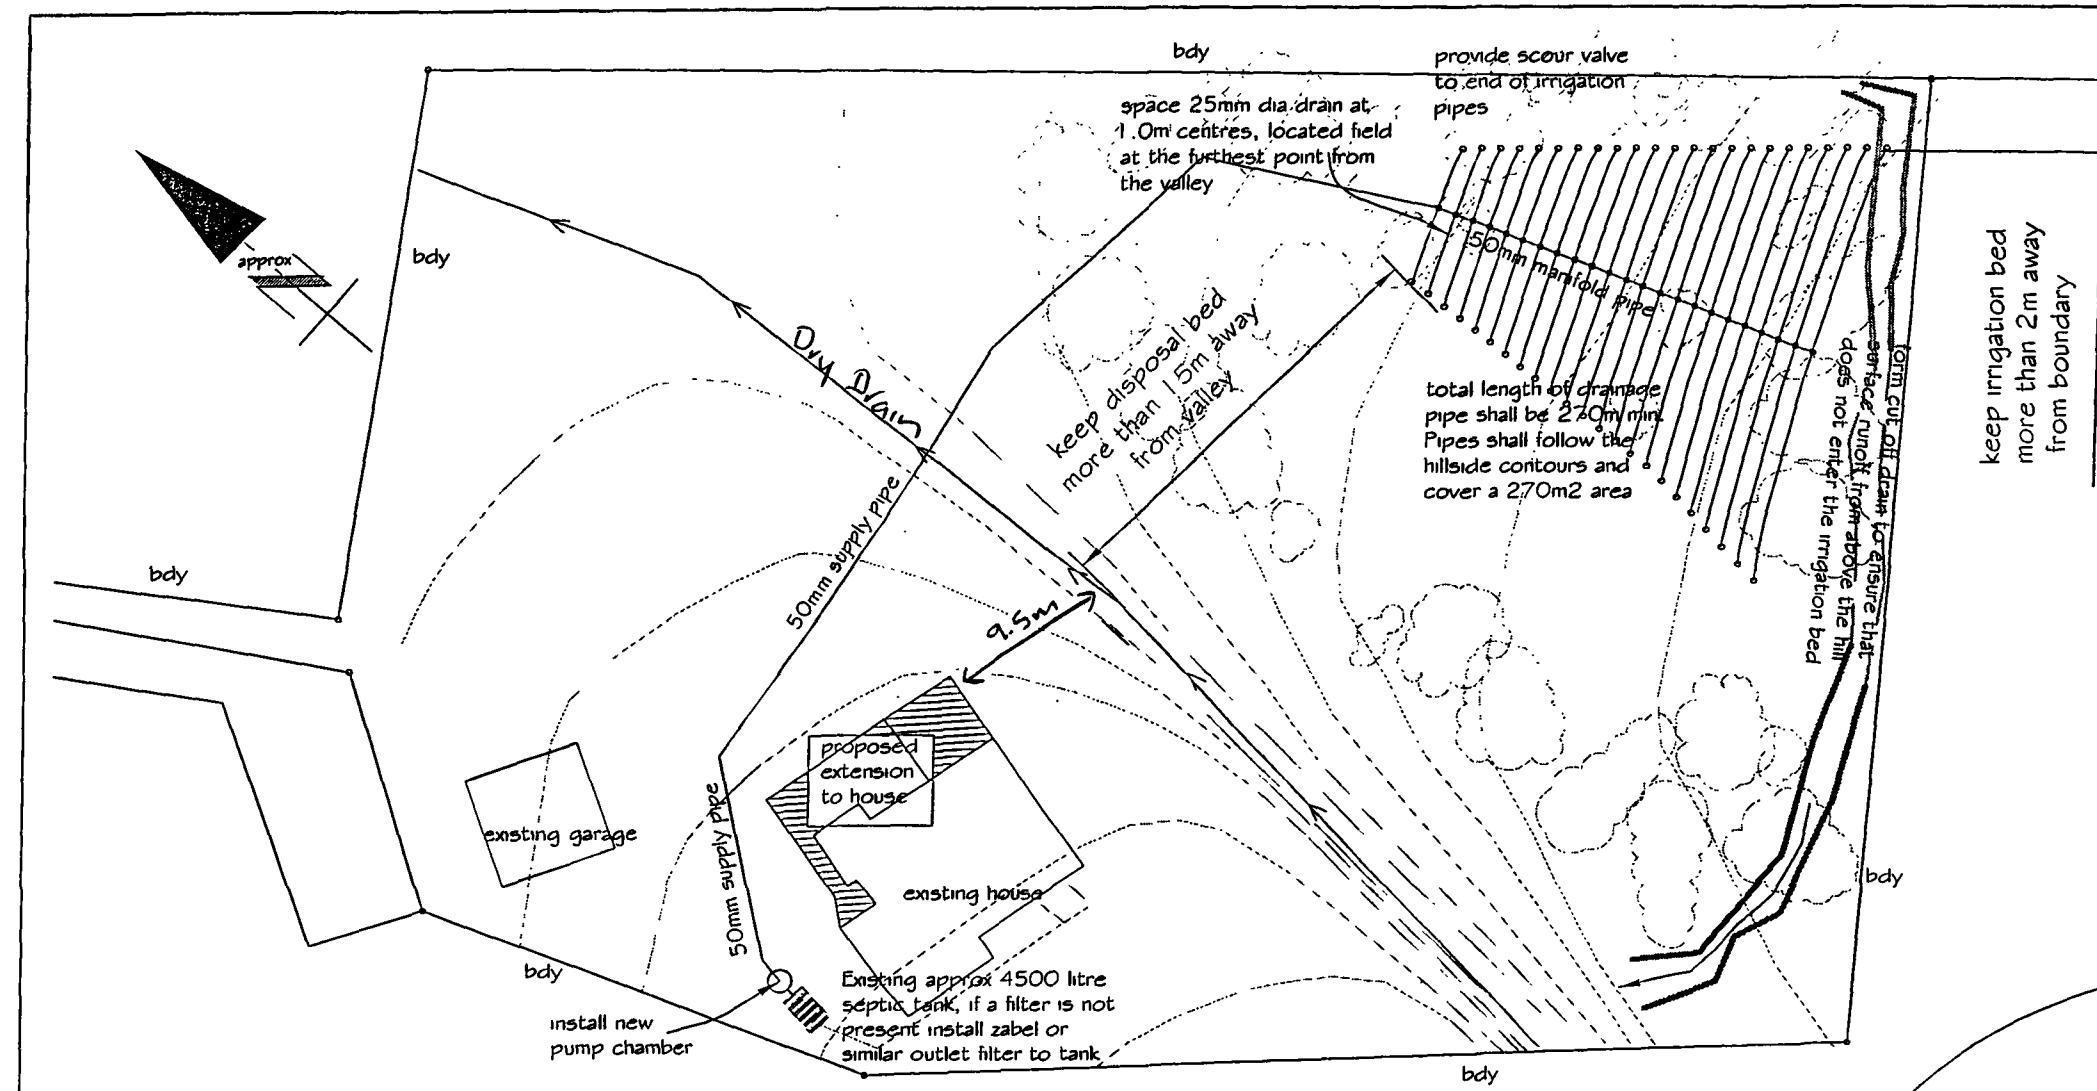 bdy
provide scour valve
to end of irrigation
pipes
space 25mm dia drain at
1.0m centres, located field
at the furthest point from
the valley
approx
bdy
50mm manifold pipe
keep irrigation bed
more than 2m away
from boundary
Dry Drain
keep disposal bed
more than 15m away
from valley
total length of drainage
pipe shall be 270m min.
Pipes shall follow the
hillside contours and
cover a 270m2 area
form cut off drain to ensure that
surface runoff from above the hill
does not enter the irrigation bed
bdy
50mm supply pipe
9.5m
proposed
extension
to house
existing garage
50mm supply pipe
existing house
bdy
bdy
Existing approx 4500 litre
septic tank, if a filter is not
present install zabel or
similar outlet filter to tank
install new
pump chamber
bdy